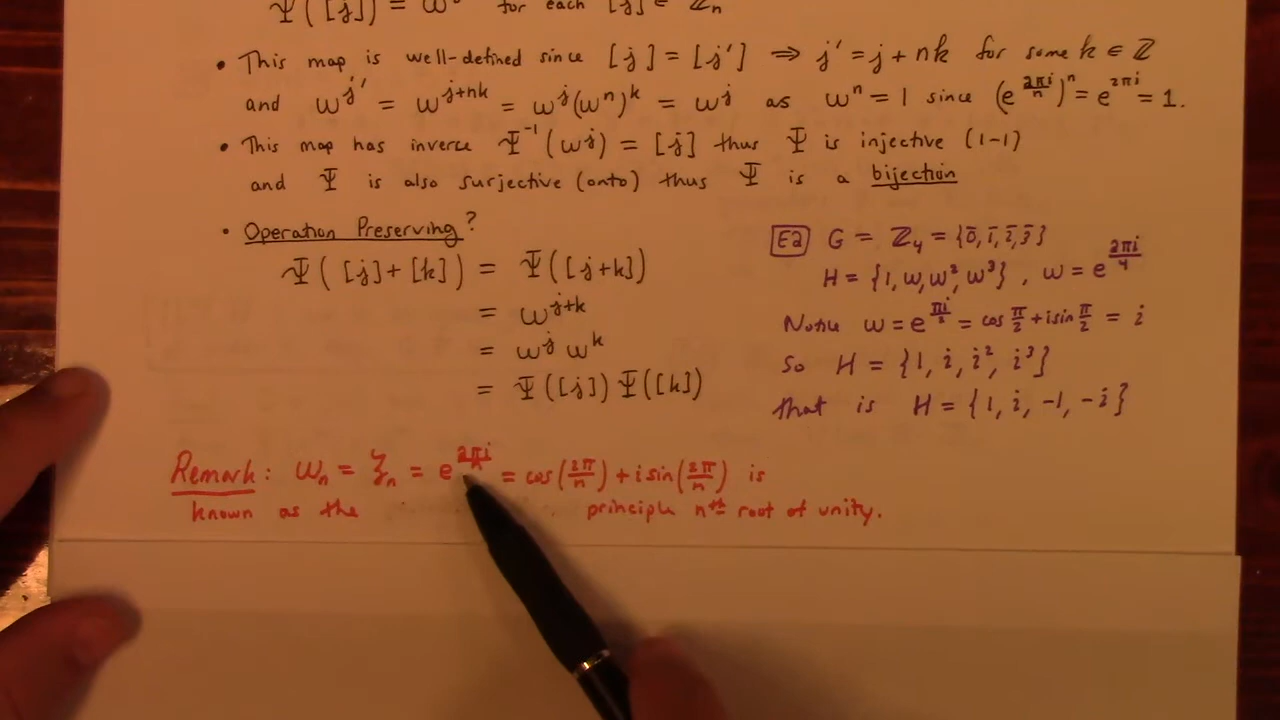 Ψ([j]) = ω for each [j] ∈ ℤn
• This map is well-defined since [j] = [j'] ⇒ j' = j + nk for some k ∈ ℤ
and ω^j' = ω^(j+nk) = ω^j(ω^n)^k = ω^j as ω^n = 1 since (e^(2πi/n))^n = e^(2πi) = 1.
• This map has inverse Ψ⁻¹(ω^j) = [j] thus Ψ is injective (1-1)
and Ψ is also surjective (onto) thus Ψ is a bijection
• Operation Preserving?
Ψ([j]+[k]) = Ψ([j+k])
= ω^(j+k)
= ω^j ω^k
= Ψ([j]) Ψ([k])
E2 G = ℤ₄ = {0̄, 1̄, 2̄, 3̄}
H = {1, ω, ω², ω³}, ω = e^(2πi/4)
Notice ω = e^(πi/2) = cos π/2 + i sin π/2 = i
So H = {1, i, i², i³}
that is H = {1, i, -1, -i}
Remark: ωn = ζn = e^(2πi/n) = cos(2π/n) + i sin(2π/n) is
known as the principle nth root of unity.